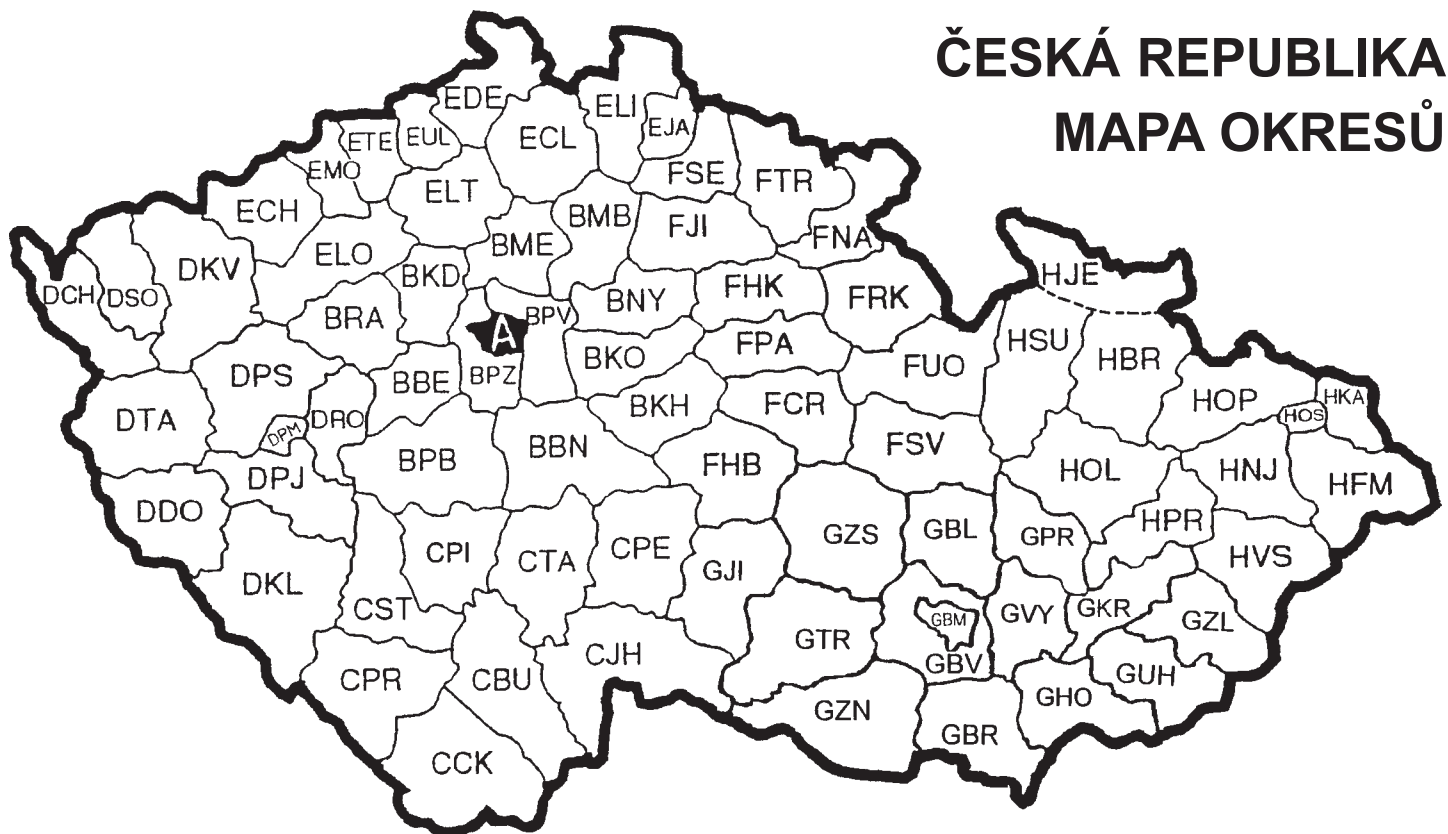 ČESKÁ REPUBLIKA
MAPA OKRESŮ
EDE
ELI
ETE
EUL
ECL
EJA
EMO
FSE
FTR
ECH
ELT
BMB
FJI
FNA
BME
ELO
DKV
BKD
HJE
DCH
DSO
BNY
FHK
FRK
BRA
BPV
A
HSU
BKO
FPA
HBR
DPS
BBE
BPZ
FUO
BKH
FCR
HOP
HKA
DTA
DRO
HOS
DPM
BPB
BBN
FHB
FSV
HOL
HNJ
HFM
DPJ
DDO
HPR
CPI
CTA
CPE
GZS
GBL
GPR
HVS
GJI
DKL
CST
GKR
GVY
GBM
GZL
GTR
CJH
GBV
CPR
CBU
GUH
GHO
GZN
GBR
CCK